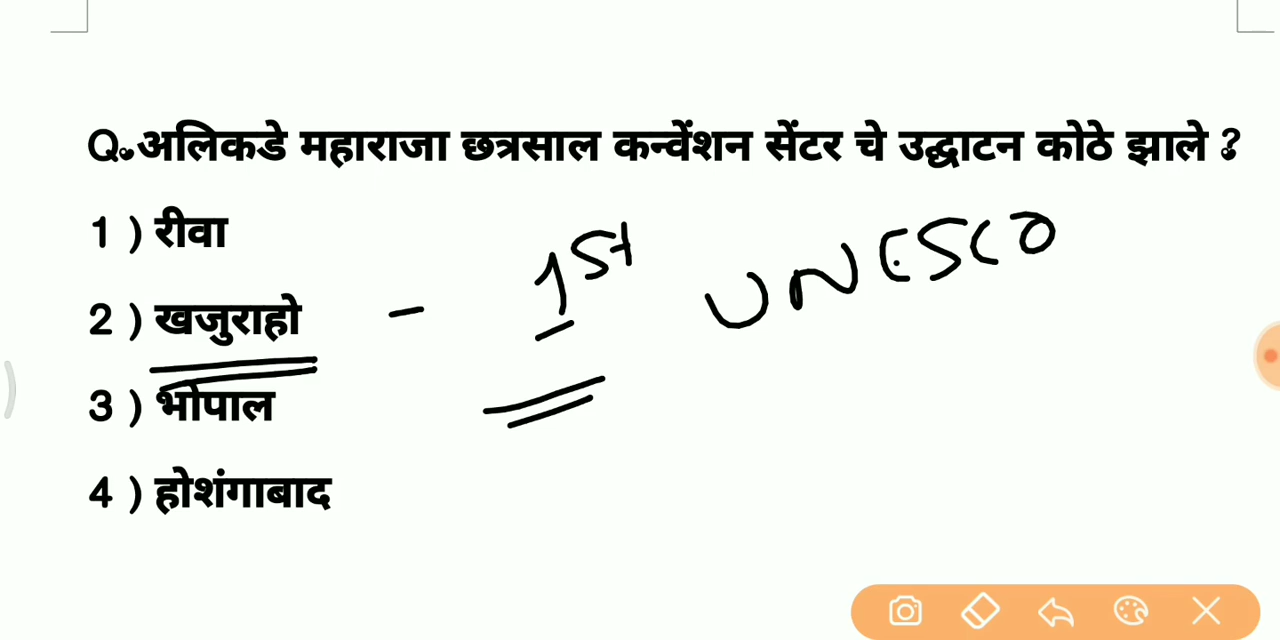 Q. अलिकडे महाराजा छत्रसाल कन्वेंशन सेंटर चे उद्घाटन कोठे झाले ?
1 ) रीवा
2 ) खजुराहो - 1st UNESCO
3 ) भोपाल
4 ) होशंगाबाद